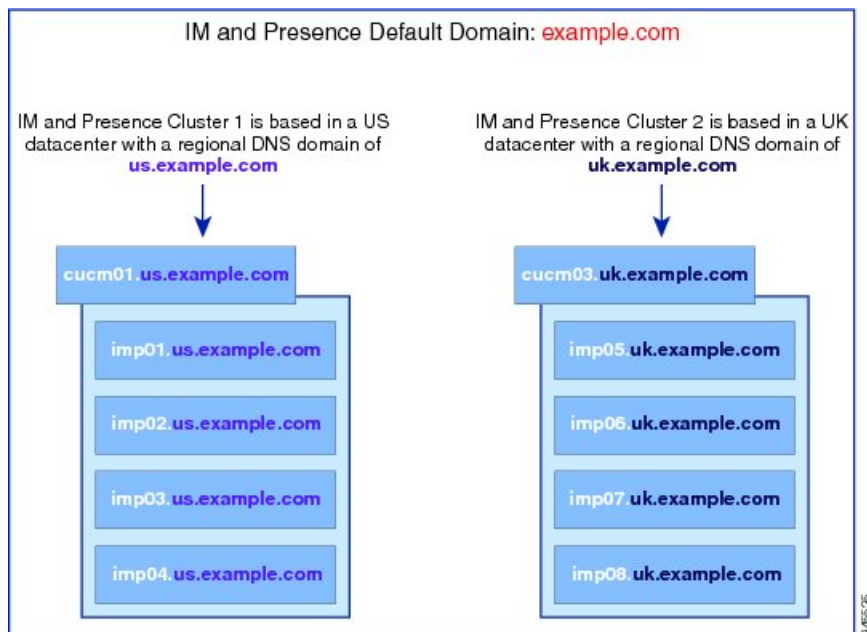 IM and Presence Default Domain: example.com
IM and Presence Cluster 1 is based in a US
datacenter with a regional DNS domain of
us.example.com
cucm01.us.example.com
imp01.us.example.com
imp02.us.example.com
imp03.us.example.com
imp04.us.example.com
IM and Presence Cluster 2 is based in a UK
datacenter with a regional DNS domain of
uk.example.com
cucm03.uk.example.com
imp05.uk.example.com
imp06.uk.example.com
imp07.uk.example.com
imp08.uk.example.com